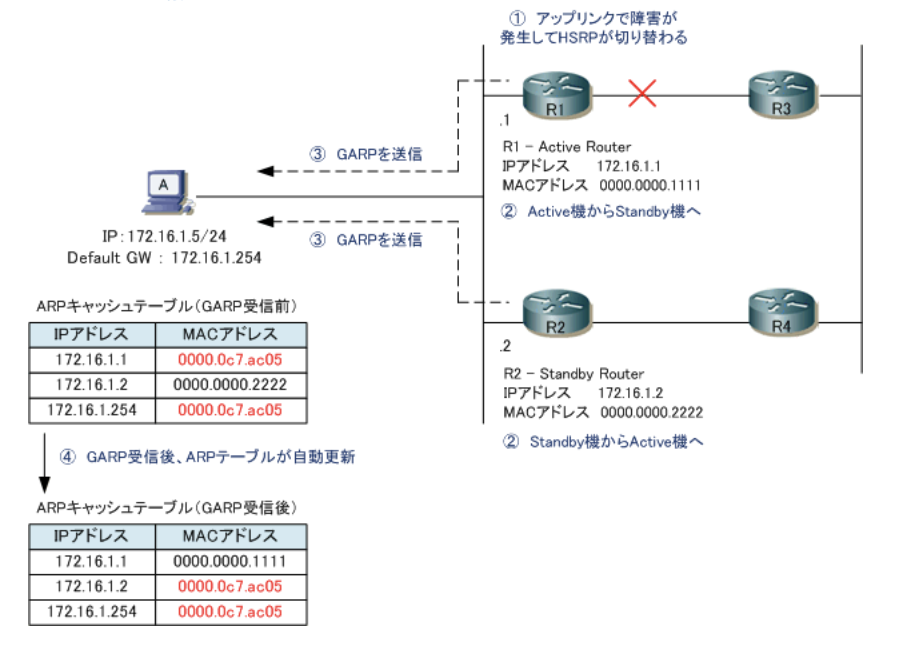 ① アップリンクで障害が
発生してHSRPが切り替わる
R1
R3
.1
R1 - Active Router
IPアドレス 172.16.1.1
MACアドレス 0000.0000.1111
② Active機からStandby機へ
③ GARPを送信
A
③ GARPを送信
IP:172.16.1.5/24
Default GW : 172.16.1.254
R2
R4
.2
R2 - Standby Router
IPアドレス 172.16.1.2
MACアドレス 0000.0000.2222
② Standby機からActive機へ
ARPキャッシュテーブル(GARP受信前)
IPアドレス MACアドレス
172.16.1.1 0000.0c7.ac05
172.16.1.2 0000.0000.2222
172.16.1.254 0000.0c7.ac05
④ GARP受信後、ARPテーブルが自動更新
ARPキャッシュテーブル(GARP受信後)
IPアドレス MACアドレス
172.16.1.1 0000.0000.1111
172.16.1.2 0000.0c7.ac05
172.16.1.254 0000.0c7.ac05